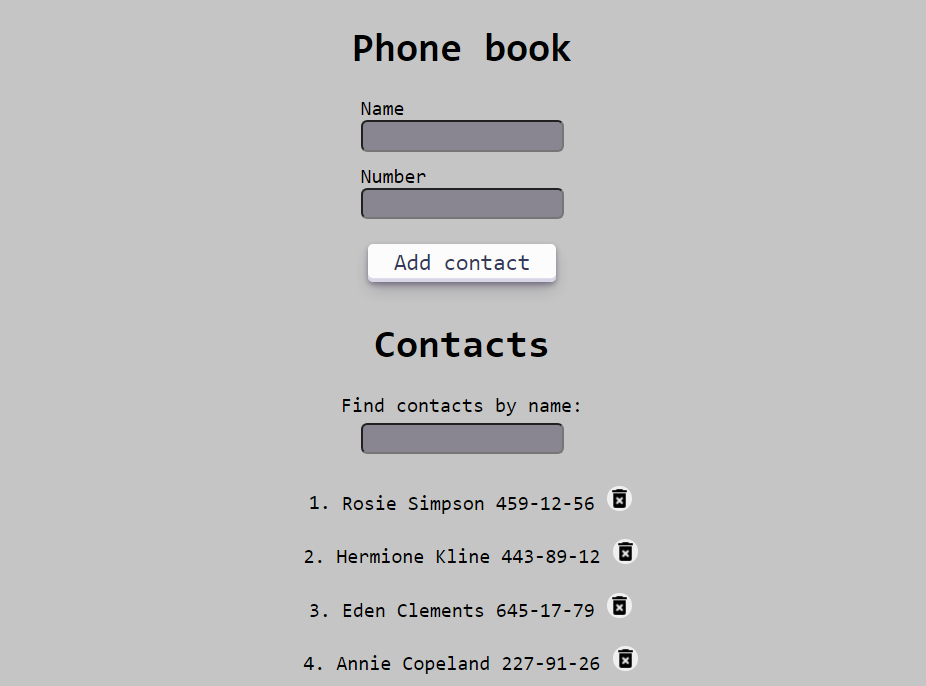 Phone book
Name
Number
Add contact
Contacts
Find contacts by name:
1. Rosie Simpson 459-12-56
2. Hermione Kline 443-89-12
3. Eden Clements 645-17-79
4. Annie Copeland 227-91-26